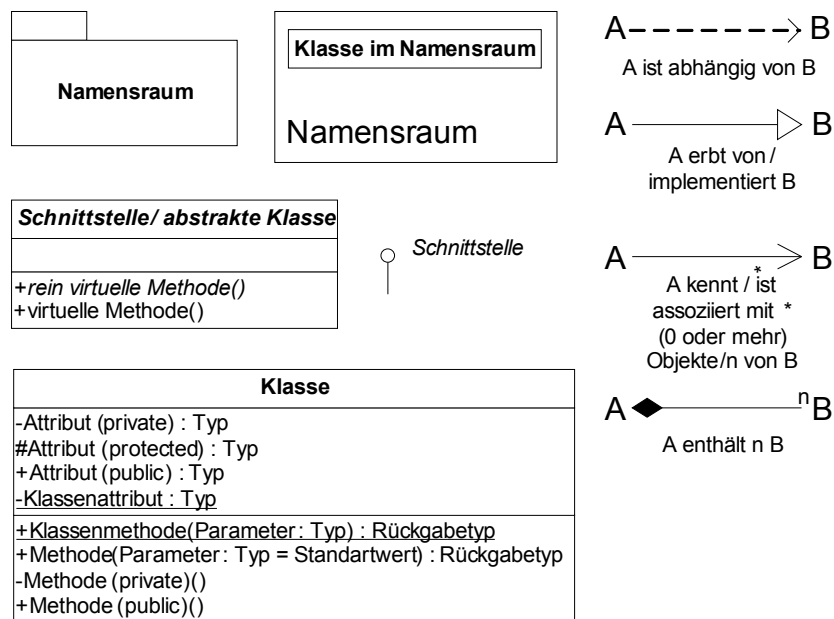 Namensraum
Klasse im Namensraum
Namensraum
A B
A ist abhängig von B
A B
A erbt von /
implementiert B
Schnittstelle/ abstrakte Klasse
+rein virtuelle Methode()
+virtuelle Methode()
Schnittstelle
A B
*
A kennt / ist
assoziiert mit *
(0 oder mehr)
Objekte/n von B
A n B
A enthält n B
Klasse
-Attribut (private) : Typ
#Attribut (protected) : Typ
+Attribut (public) : Typ
-Klassenattribut : Typ
+Klassenmethode(Parameter : Typ) : Rückgabetyp
+Methode(Parameter : Typ = Standartwert) : Rückgabetyp
-Methode (private)()
+Methode (public)()